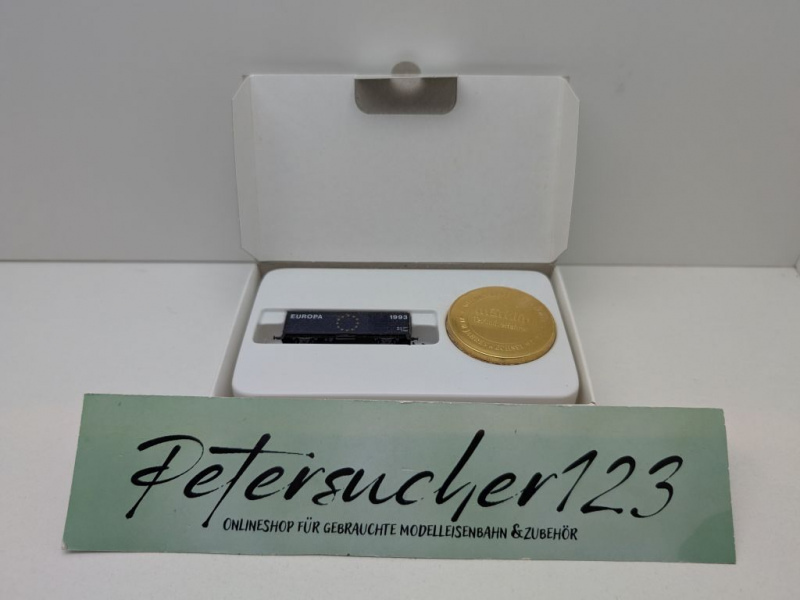 EUROPA 1993
Petersucher123
ONLINESHOP FÜR GEBRAUCHTE MODELLEISENBAHN & ZUBEHÖR